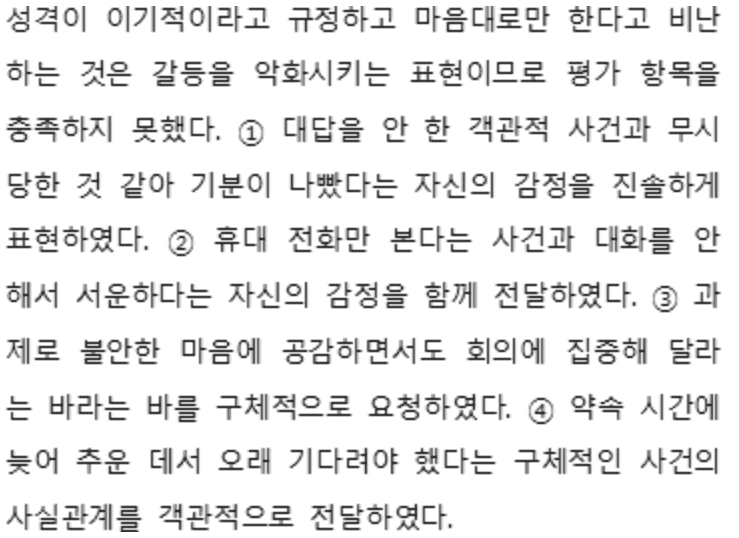 성격이 이기적이라고 규정하고 마음대로만 한다고 비난
하는 것은 갈등을 악화시키는 표현이므로 평가 항목을
충족하지 못했다. ① 대답을 안 한 객관적 사건과 무시
당한 것 같아 기분이 나빴다는 자신의 감정을 진솔하게
표현하였다. ② 휴대 전화만 본다는 사건과 대화를 안
해서 서운하다는 자신의 감정을 함께 전달하였다. ③ 과
제로 불안한 마음에 공감하면서도 회의에 집중해 달라
는 바라는 바를 구체적으로 요청하였다. ④ 약속 시간에
늦어 추운 데서 오래 기다려야 했다는 구체적인 사건의
사실관계를 객관적으로 전달하였다.